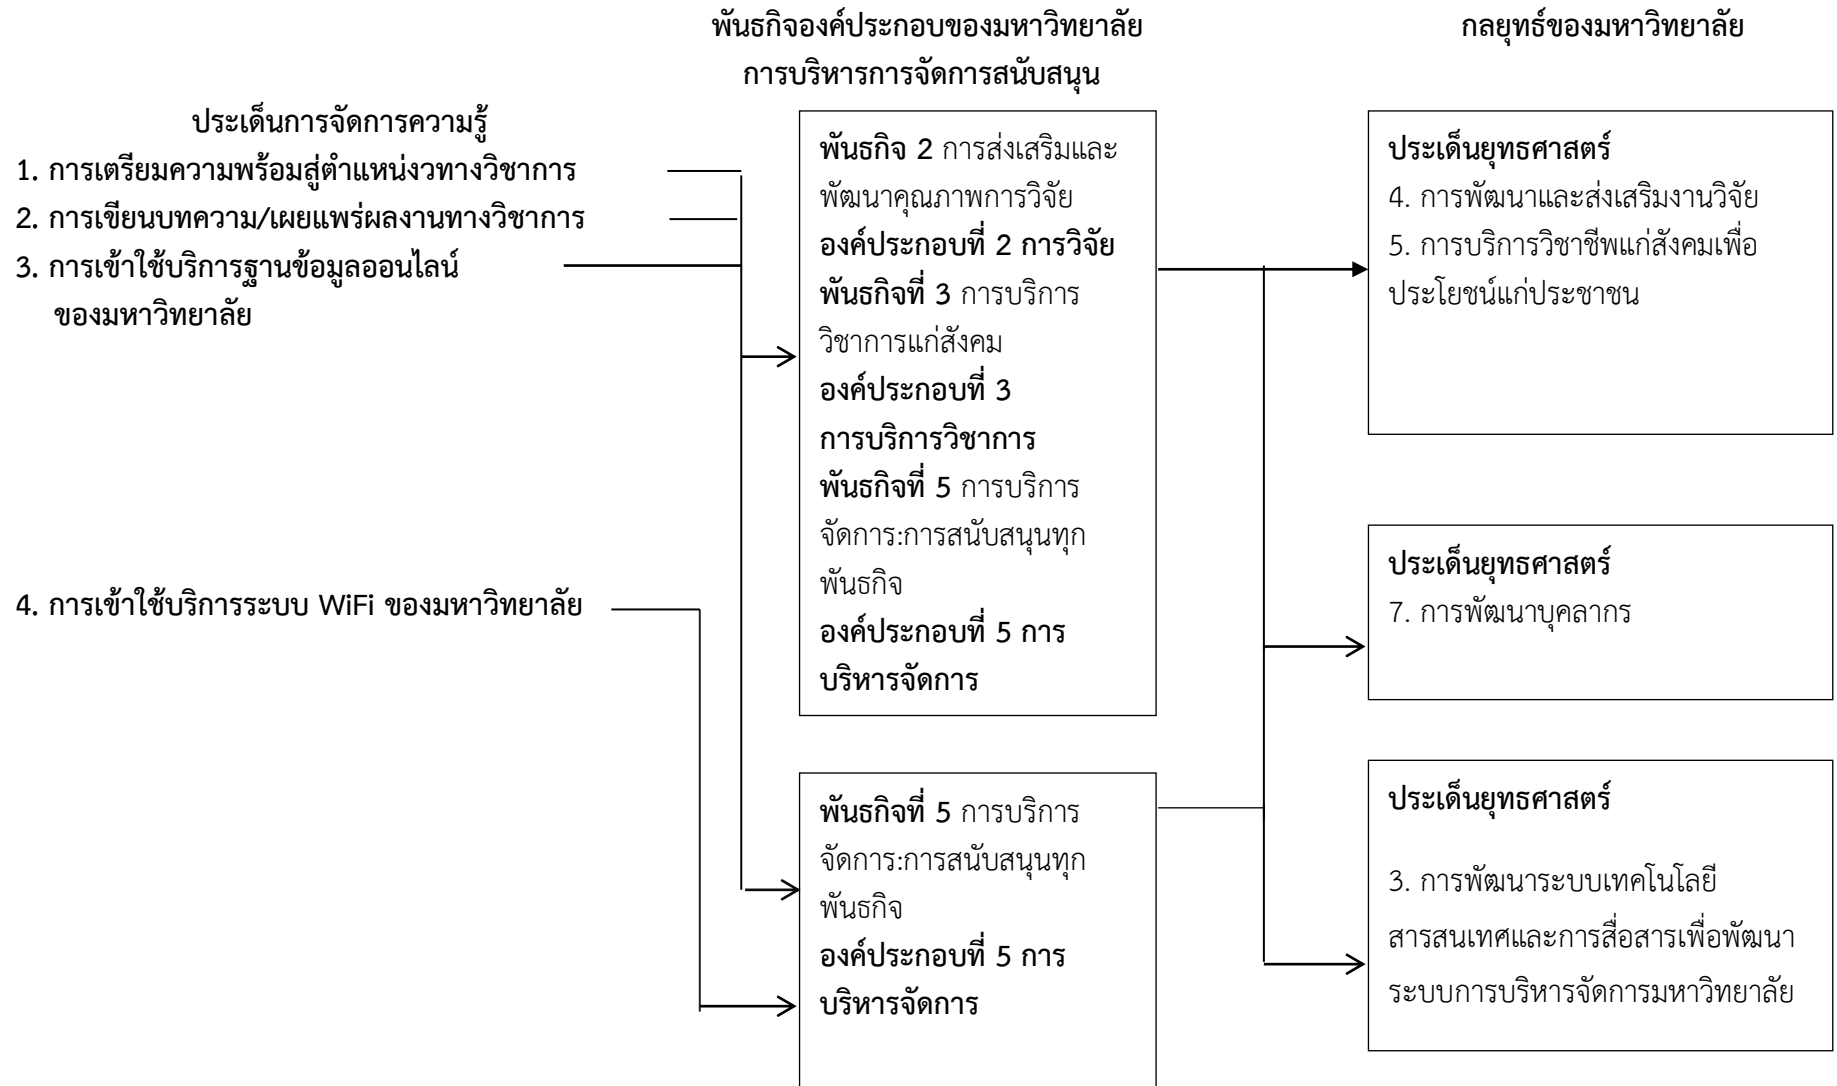 พันธกิจองค์ประกอบของมหาวิทยาลัย
การบริหารการจัดการสนับสนุน
กลยุทธ์ของมหาวิทยาลัย
ประเด็นการจัดการความรู้
1. การเตรียมความพร้อมสู่ตำแหน่งวทางวิชาการ
2. การเขียนบทความ/เผยแพร่ผลงานทางวิชาการ
3. การเข้าใช้บริการฐานข้อมูลออนไลน์
ของมหาวิทยาลัย
4. การเข้าใช้บริการระบบ WiFi ของมหาวิทยาลัย
พันธกิจ 2 การส่งเสริมและ
พัฒนาคุณภาพการวิจัย
องค์ประกอบที่ 2 การวิจัย
พันธกิจที่ 3 การบริการ
วิชาการแก่สังคม
องค์ประกอบที่ 3
การบริการวิชาการ
พันธกิจที่ 5 การบริการ
จัดการ:การสนับสนุนทุก
พันธกิจ
องค์ประกอบที่ 5 การ
บริหารจัดการ
พันธกิจที่ 5 การบริการ
จัดการ:การสนับสนุนทุก
พันธกิจ
องค์ประกอบที่ 5 การ
บริหารจัดการ
ประเด็นยุทธศาสตร์
4. การพัฒนาและส่งเสริมงานวิจัย
5. การบริการวิชาชีพแก่สังคมเพื่อ
ประโยชน์แก่ประชาชน
ประเด็นยุทธศาสตร์
7. การพัฒนาบุคลากร
ประเด็นยุทธศาสตร์
3. การพัฒนาระบบเทคโนโลยี
สารสนเทศและการสื่อสารเพื่อพัฒนา
ระบบการบริหารจัดการมหาวิทยาลัย